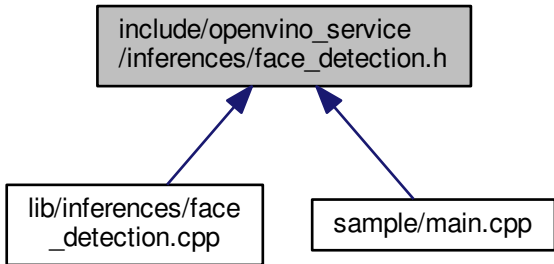 include/openvino_service
/inferences/face_detection.h
lib/inferences/face
_detection.cpp
sample/main.cpp